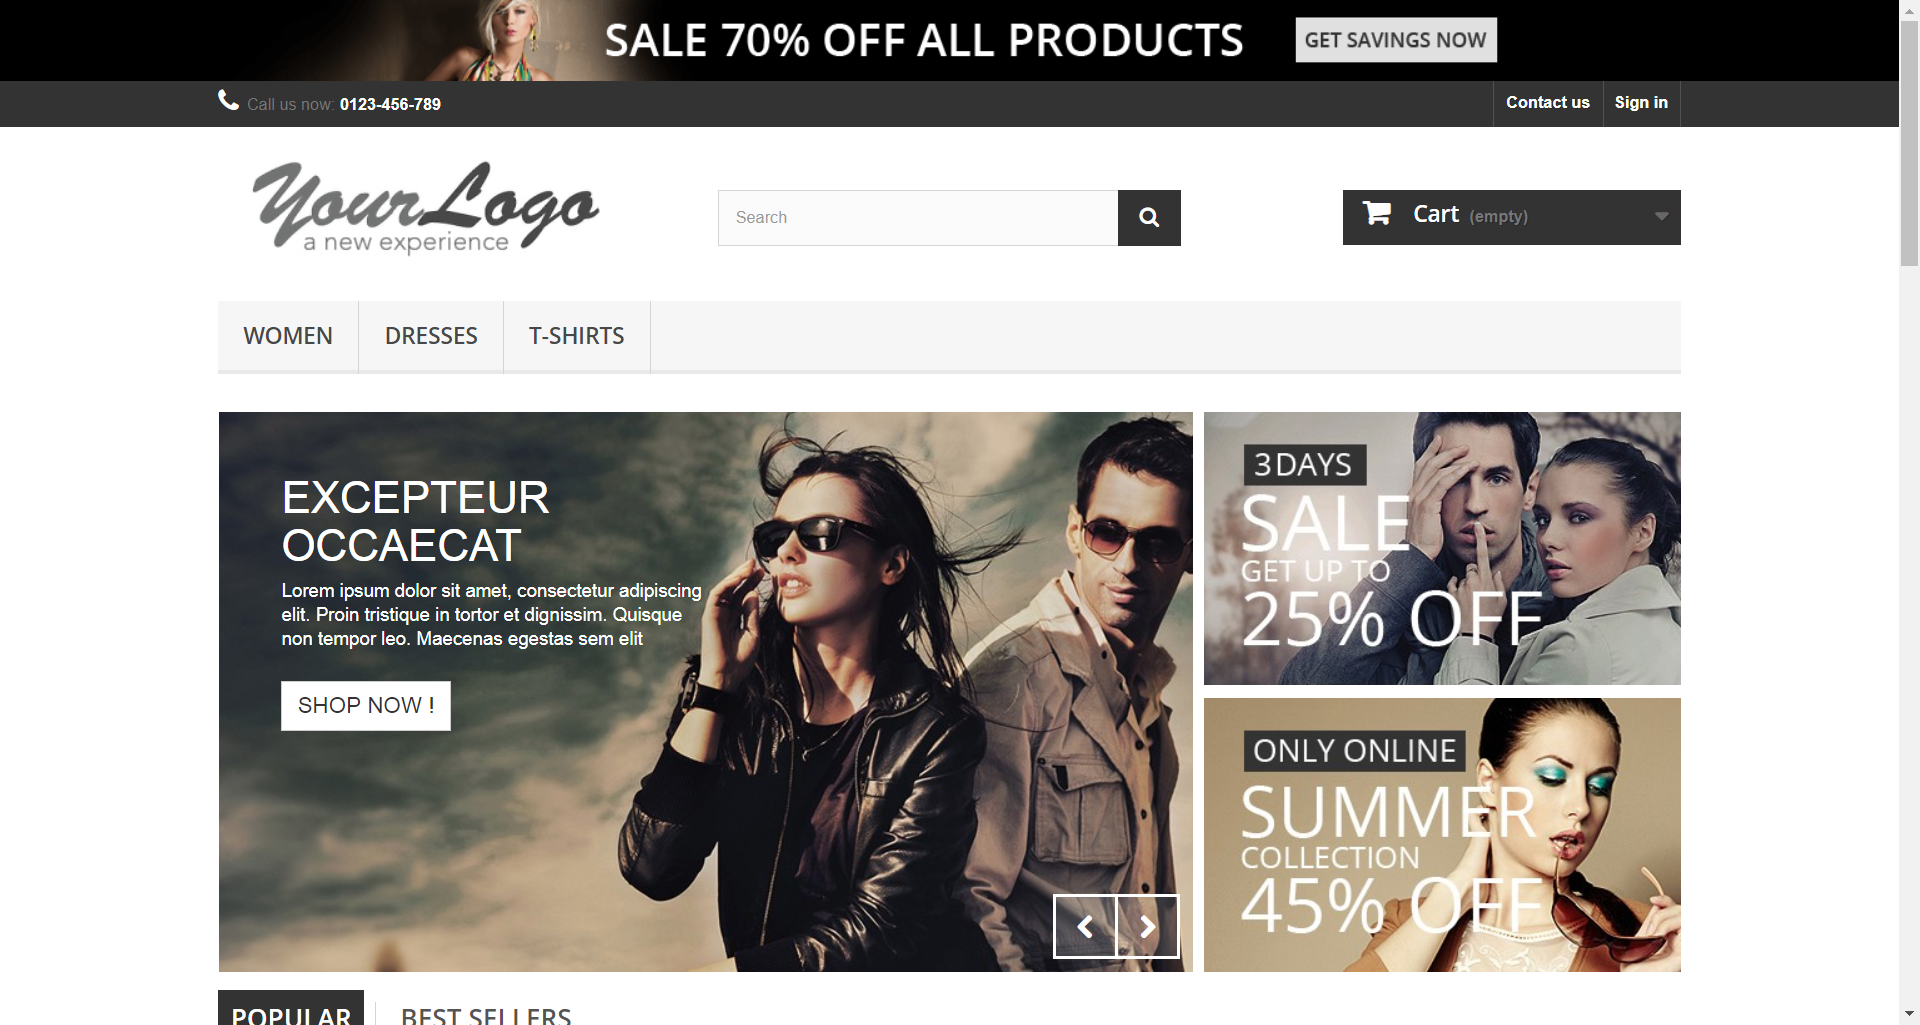 SALE 70% OFF ALL PRODUCTS GET SAVINGS NOW
Call us now: 0123-456-789 Contact us Sign in
YourLogo
a new experience
Search
Cart (empty)
WOMEN DRESSES T-SHIRTS
EXCEPTEUR
OCCAECAT
Lorem ipsum dolor sit amet, consectetur adipiscing
elit. Proin tristique in tortor et dignissim. Quisque
non tempor leo. Maecenas egestas sem elit
SHOP NOW !
3 DAYS
SALE
GET UP TO
25% OFF
ONLY ONLINE
SUMMER
COLLECTION
45% OFF
POPULAR BEST SELLERS